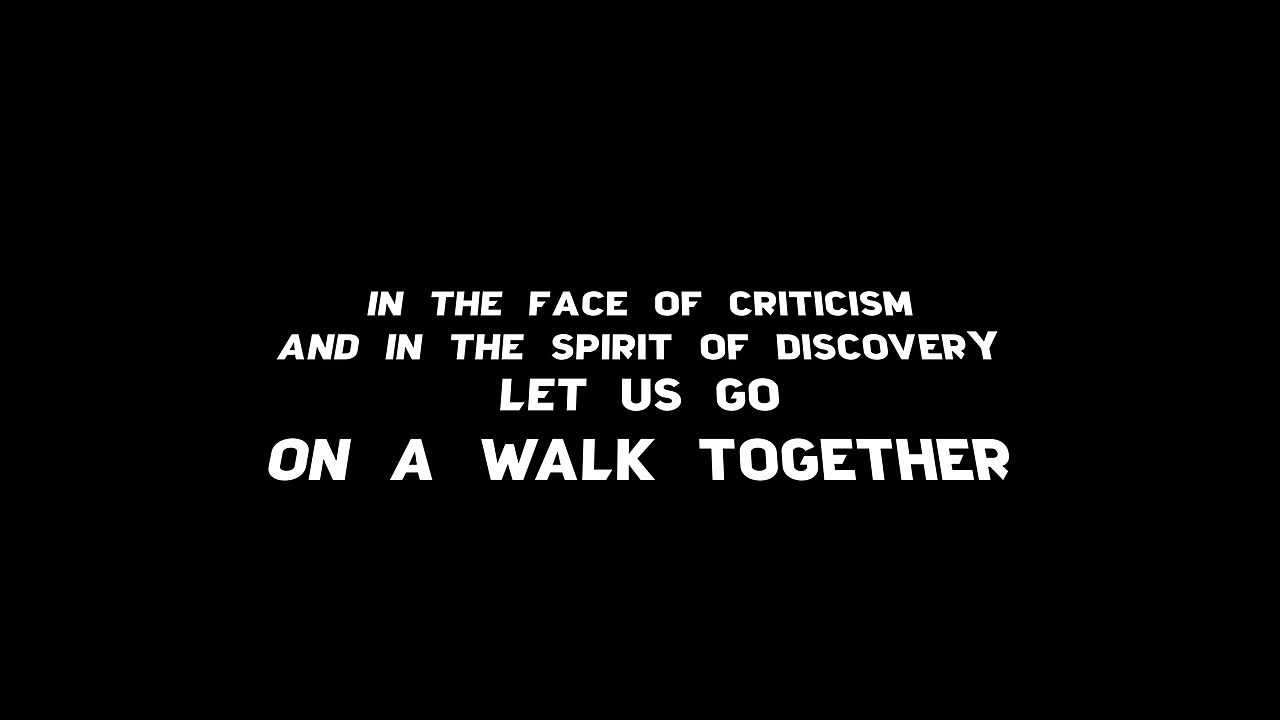 IN THE FACE OF CRITICISM
AND IN THE SPIRIT OF DISCOVERY
LET US GO
ON A WALK TOGETHER